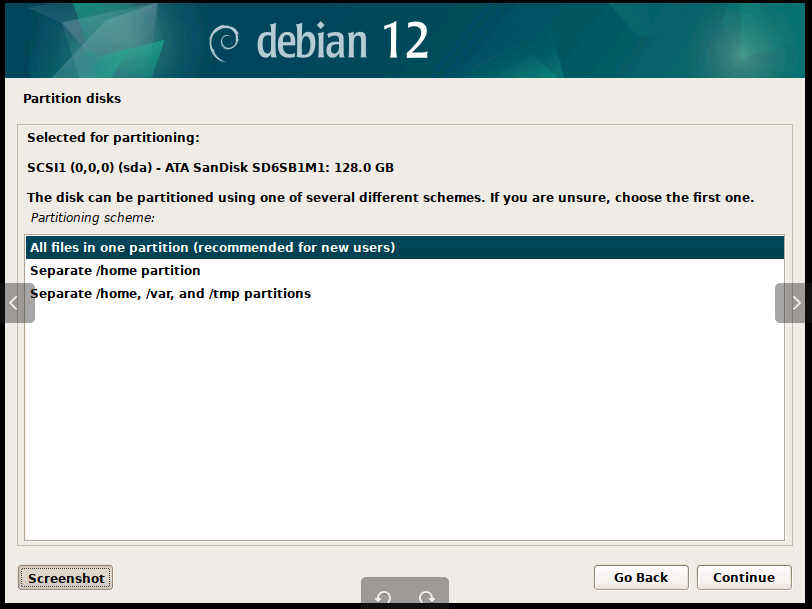 debian 12
Partition disks
Selected for partitioning:
SCSI1 (0,0,0) (sda) - ATA SanDisk SD6SB1M1: 128.0 GB
The disk can be partitioned using one of several different schemes. If you are unsure, choose the first one.
Partitioning scheme:
All files in one partition (recommended for new users)
Separate /home partition
Separate /home, /var, and /tmp partitions
Screenshot
Go Back
Continue